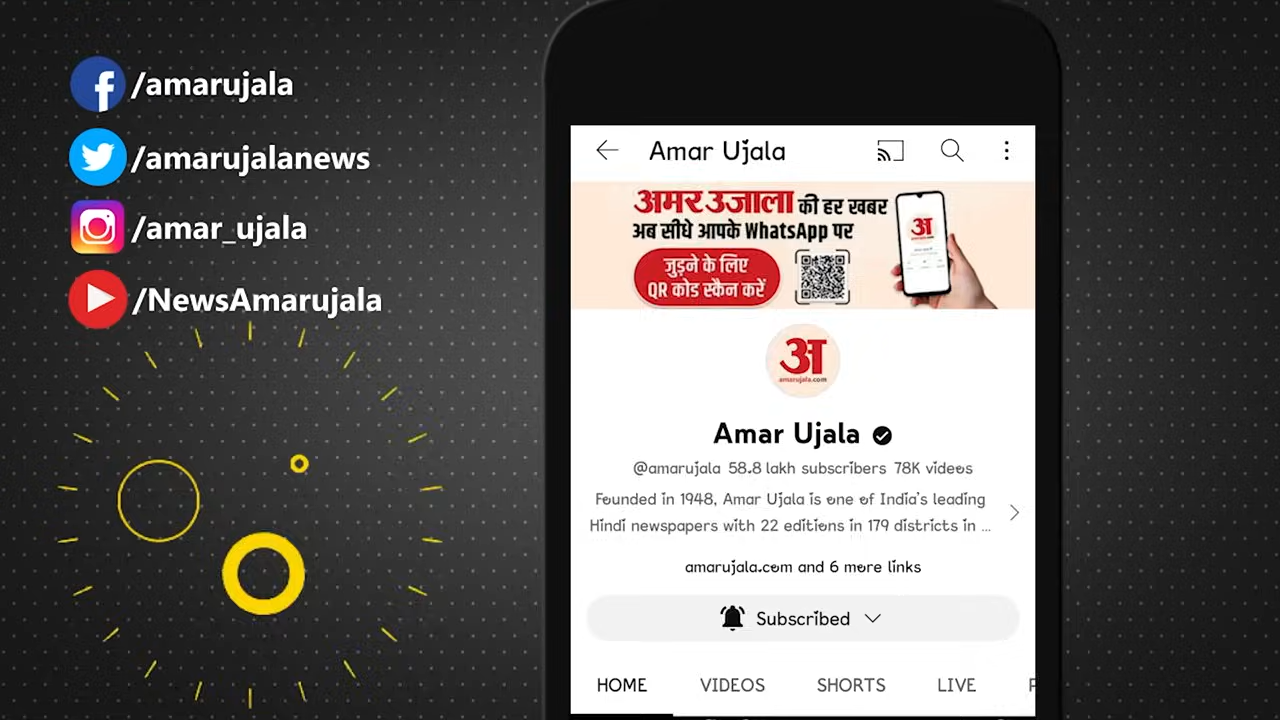 /amarujala
/amarujalanews
/amar_ujala
/NewsAmarujala
Amar Ujala
अमर उजाला की हर खबर
अब सीधे आपके WhatsApp पर
जुड़ने के लिए
QR कोड स्कैन करें
अ
अ
amarujala.com
Amar Ujala
@amarujala 58.8 lakh subscribers 78K videos
Founded in 1948, Amar Ujala is one of India's leading
Hindi newspapers with 22 editions in 179 districts in ...
amarujala.com and 6 more links
Subscribed
HOME VIDEOS SHORTS LIVE